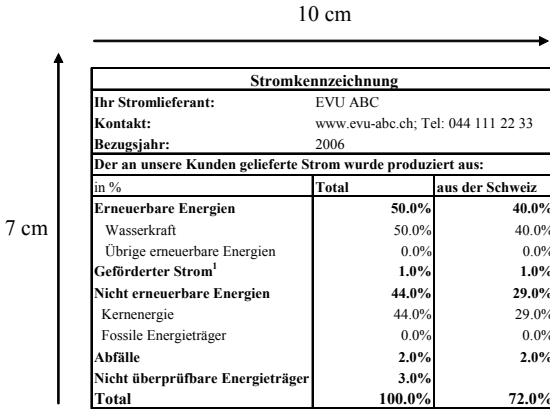 10 cm
7 cm
Stromkennzeichnung
Ihr Stromlieferant: EVU ABC
Kontakt: www.evu-abc.ch; Tel: 044 111 22 33
Bezugsjahr: 2006
Der an unsere Kunden gelieferte Strom wurde produziert aus:
in % Total aus der Schweiz
Erneuerbare Energien 50.0% 40.0%
Wasserkraft 50.0% 40.0%
Übrige erneuerbare Energien 0.0% 0.0%
Geförderter Strom¹ 1.0% 1.0%
Nicht erneuerbare Energien 44.0% 29.0%
Kernenergie 44.0% 29.0%
Fossile Energieträger 0.0% 0.0%
Abfälle 2.0% 2.0%
Nicht überprüfbare Energieträger 3.0%
Total 100.0% 72.0%